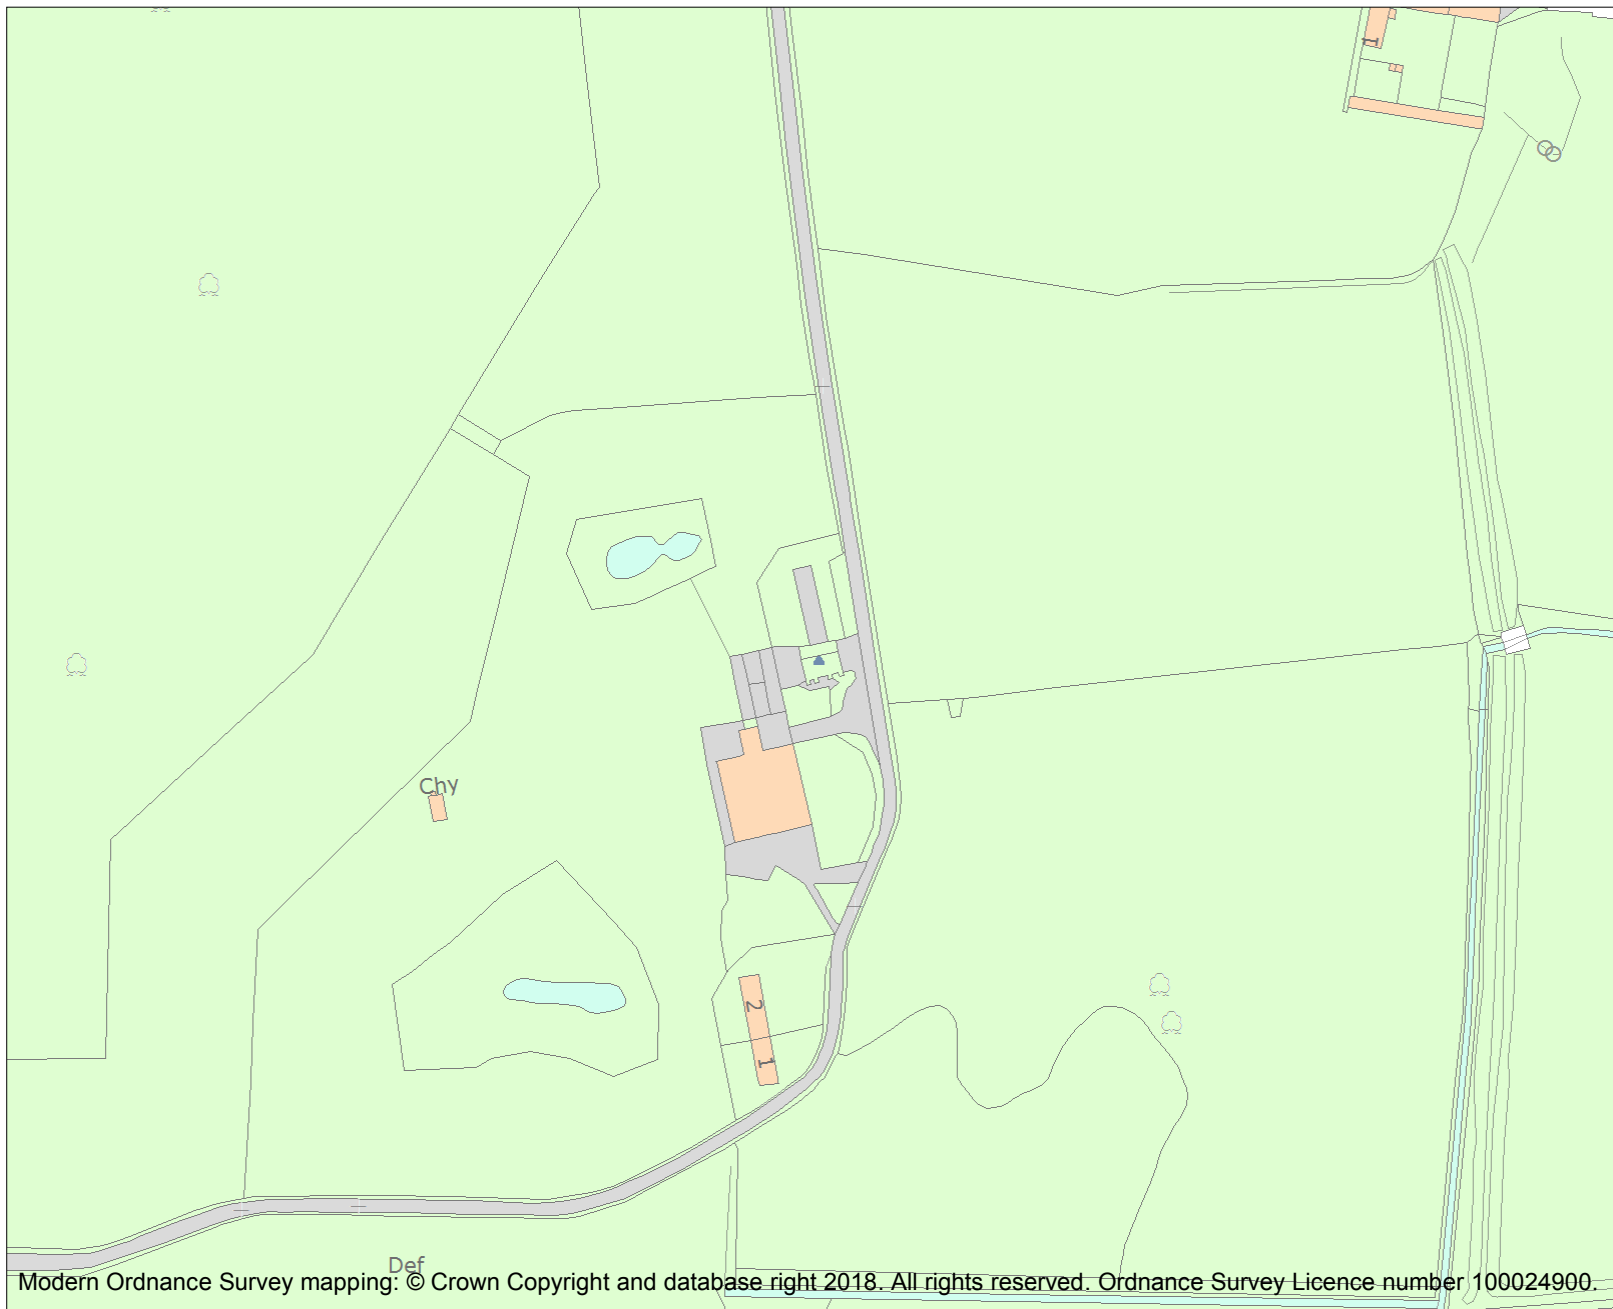 1
Chy
2
1
Def
Modern Ordnance Survey mapping: © Crown Copyright and database right 2018. All rights reserved. Ordnance Survey Licence number 100024900.